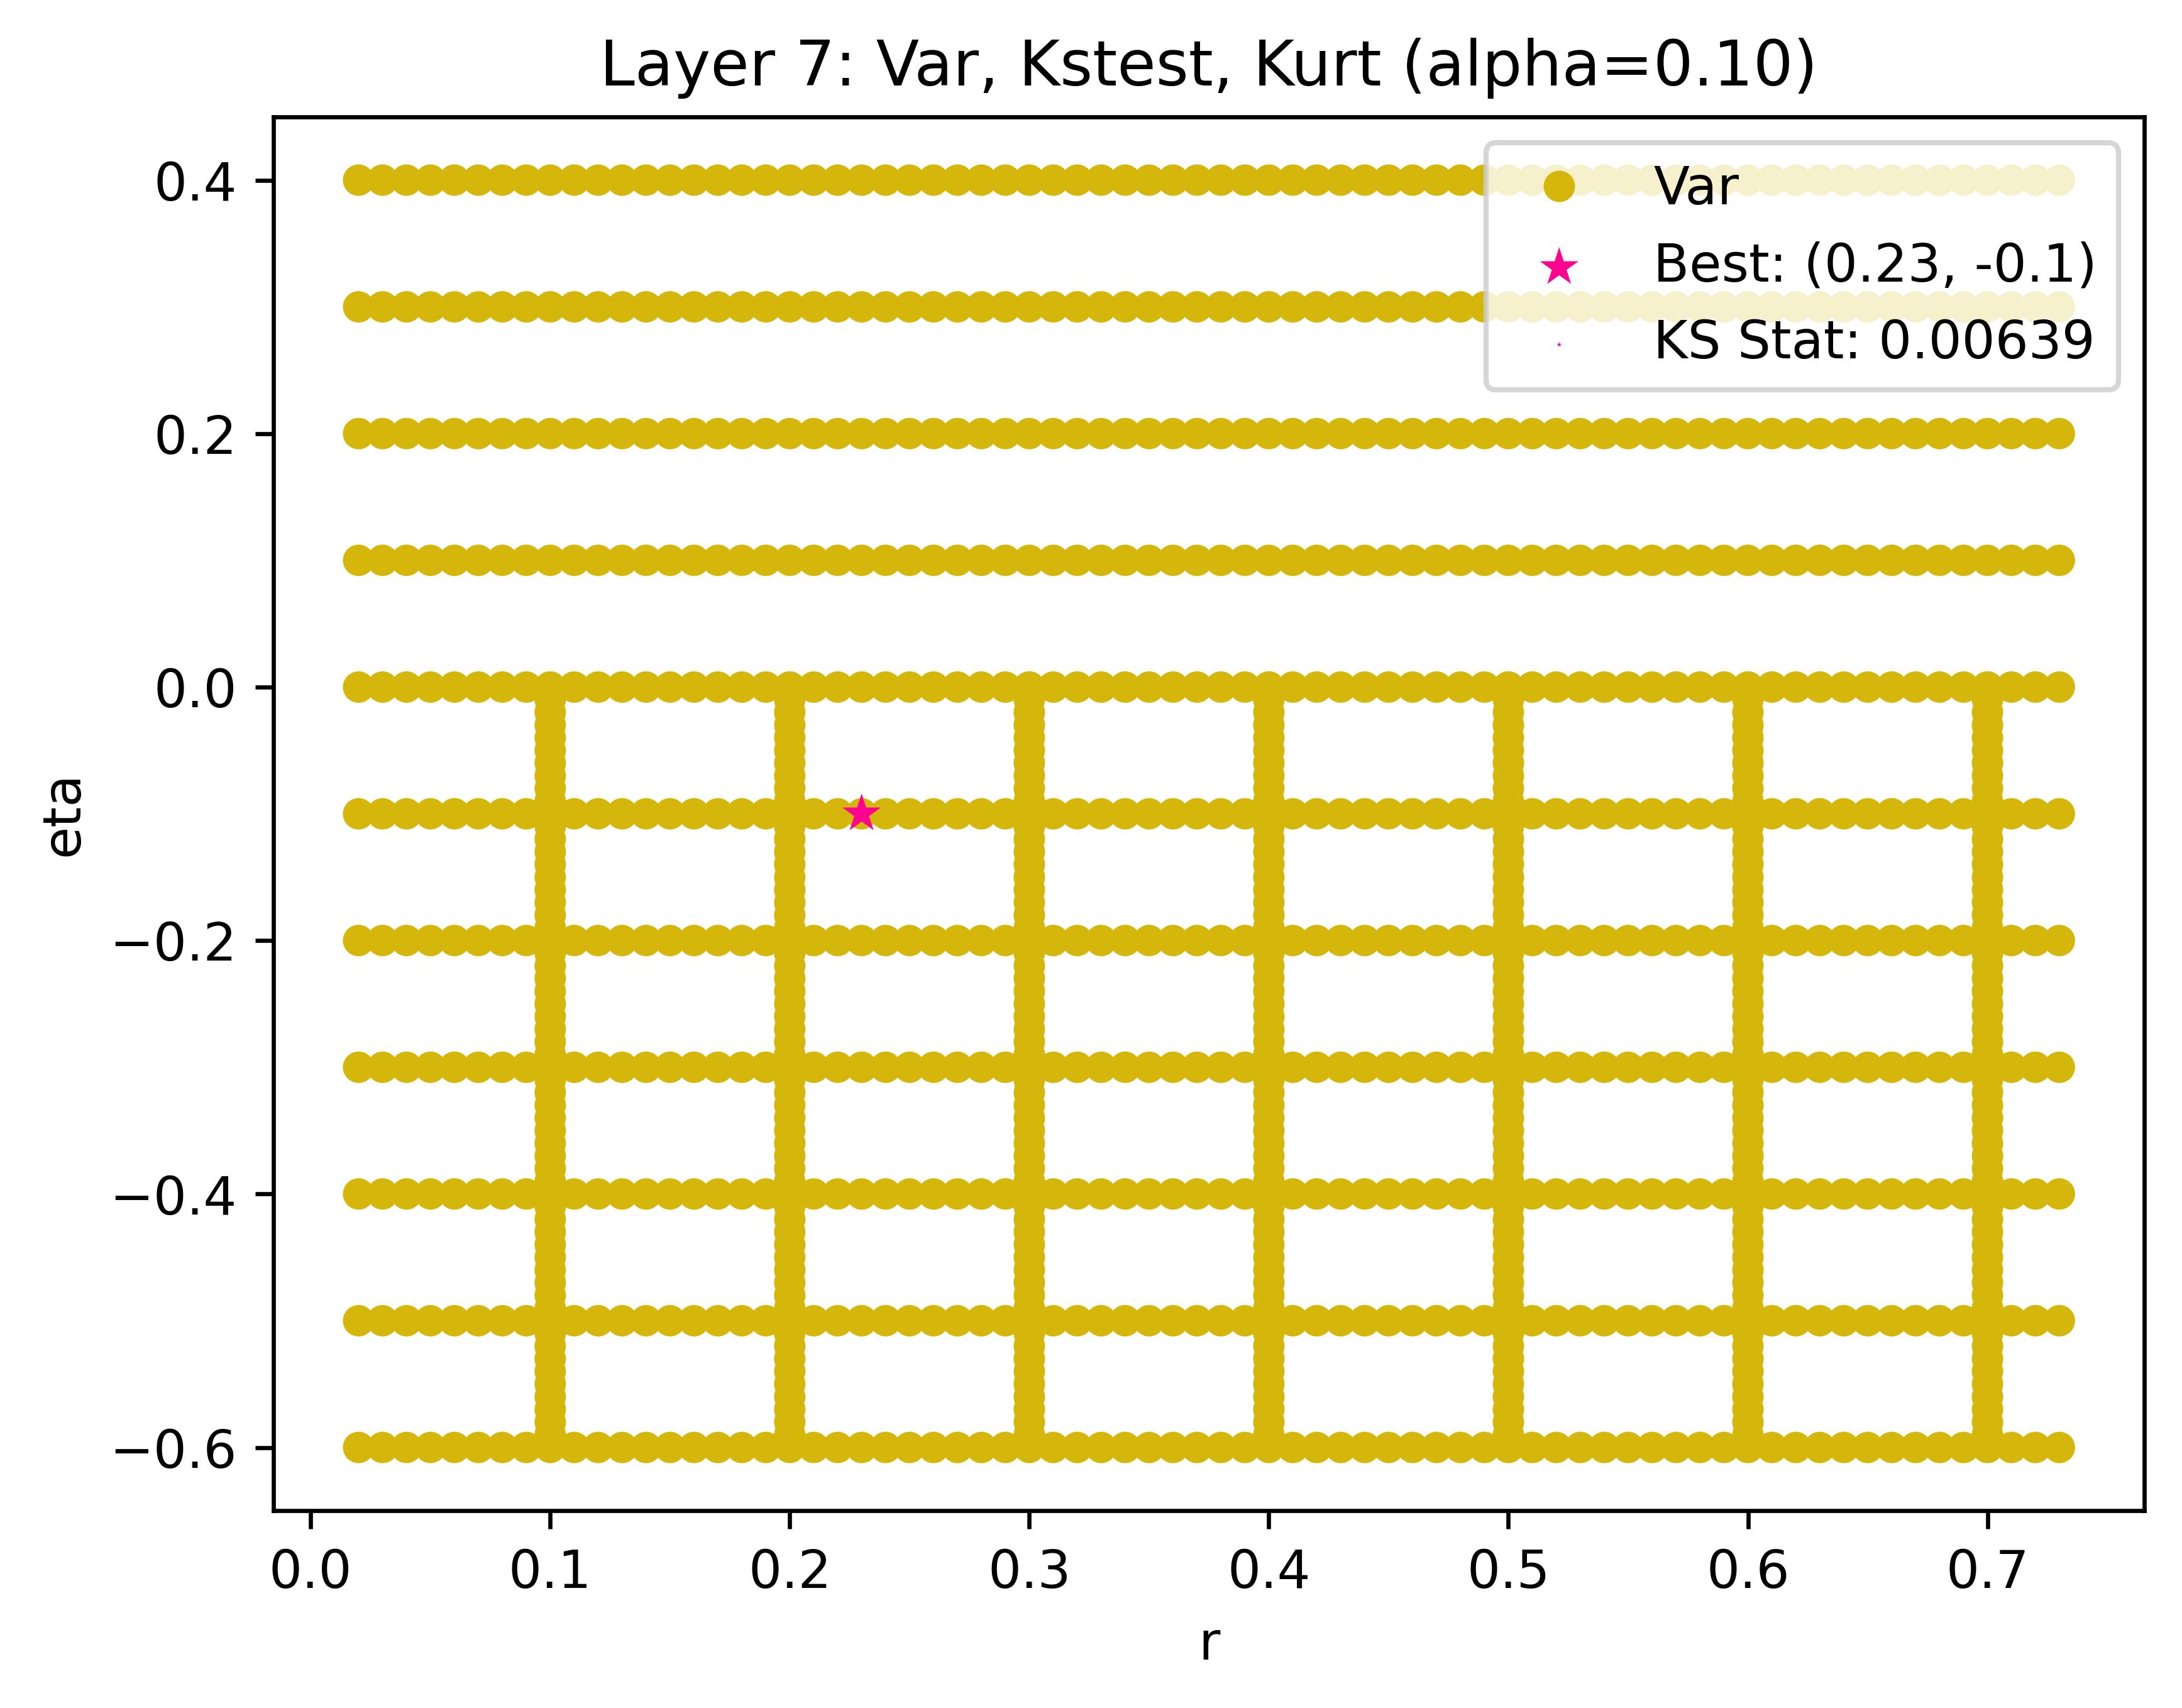 Layer 7: Var, Kstest, Kurt (alpha=0.10)
Var
Best: (0.23, -0.1)
KS Stat: 0.00639
0.4
0.2
0.0
−0.2
−0.4
−0.6
eta
0.0 0.1 0.2 0.3 0.4 0.5 0.6 0.7
r